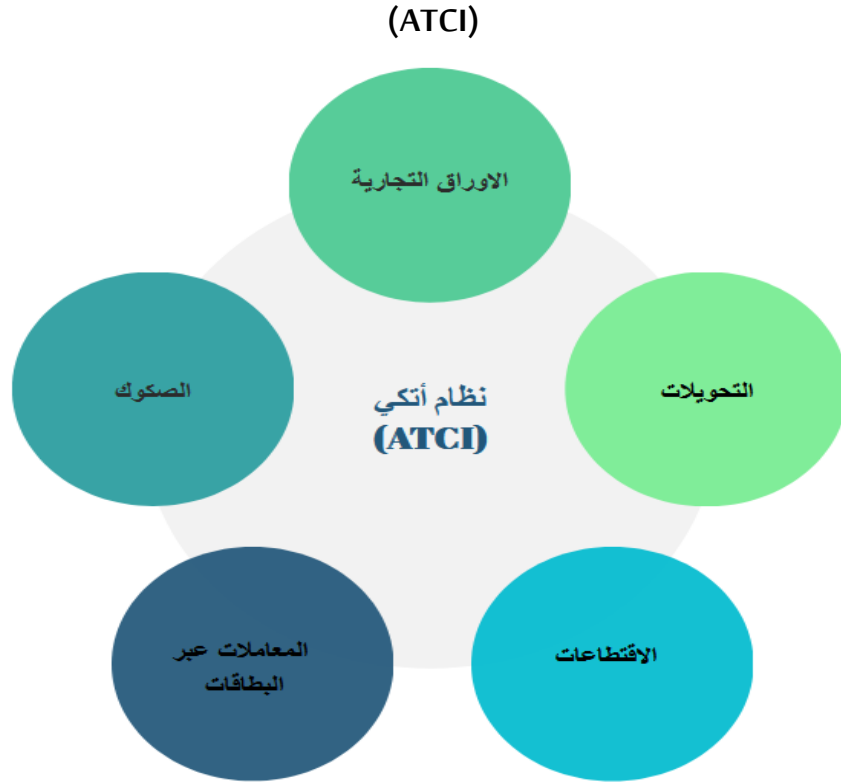 (ATCI)
الاوراق التجارية
التحويلات
الصكوك
نظام أتكي
(ATCI)
الاقتطاعات
المعاملات عبر
البطاقات